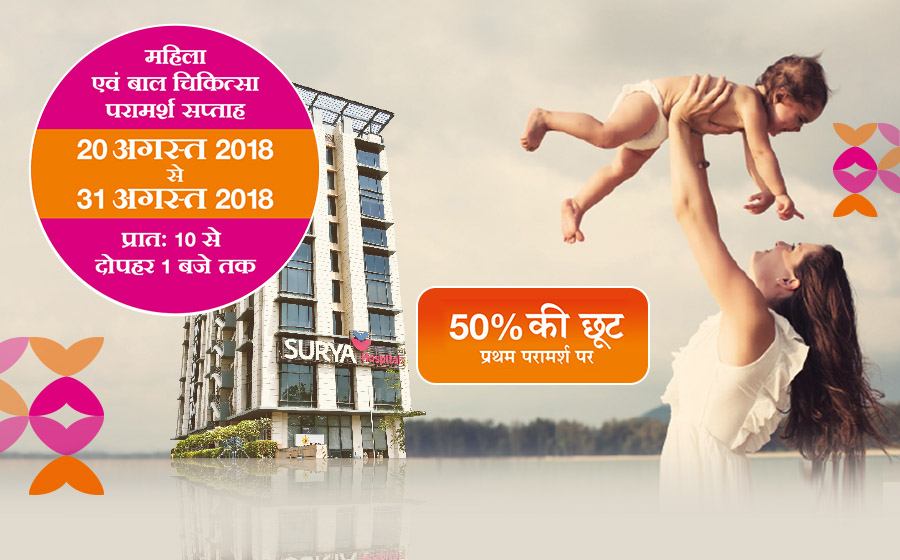 महिला
एवं बाल चिकित्सा
परामर्श सप्ताह
20 अगस्त 2018
से
31 अगस्त 2018
प्रातः 10 से
दोपहर 1 बजे तक
50% की छूट
प्रथम परामर्श पर
SURYA
Hospitals